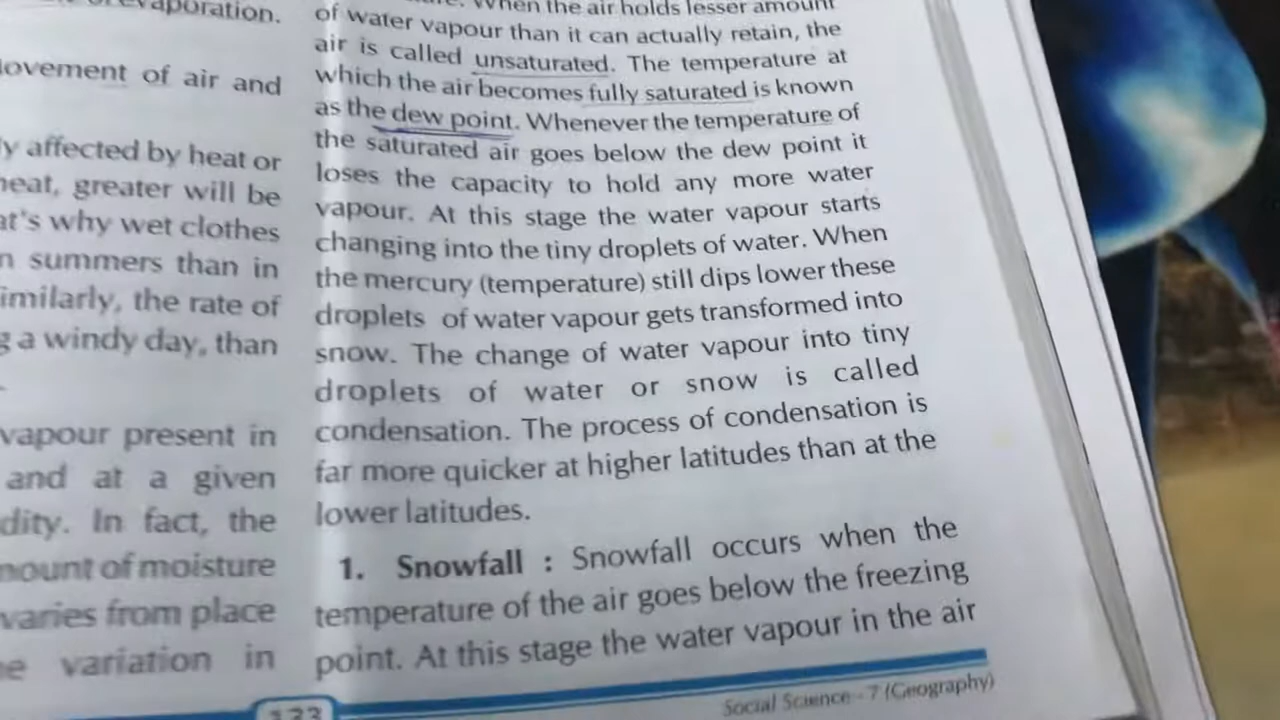 evaporation.
movement of air and
affected by heat or
heat, greater will be
that's why wet clothes
summers than in
similarly, the rate of
a windy day, than
vapour present in
and at a given
In fact, the
amount of moisture
varies from place
variation in
When the air holds lesser amount
of water vapour than it can actually retain, the
air is called unsaturated. The temperature at
which the air becomes fully saturated is known
as the dew point. Whenever the temperature of
the saturated air goes below the dew point it
loses the capacity to hold any more water
vapour. At this stage the water vapour starts
changing into the tiny droplets of water. When
the mercury (temperature) still dips lower these
droplets of water vapour gets transformed into
snow. The change of water vapour into tiny
droplets of water or snow is called
condensation. The process of condensation is
far more quicker at higher latitudes than at the
lower latitudes.
1. Snowfall : Snowfall occurs when the
temperature of the air goes below the freezing
point. At this stage the water vapour in the air
Social Science - 7 (Geography)